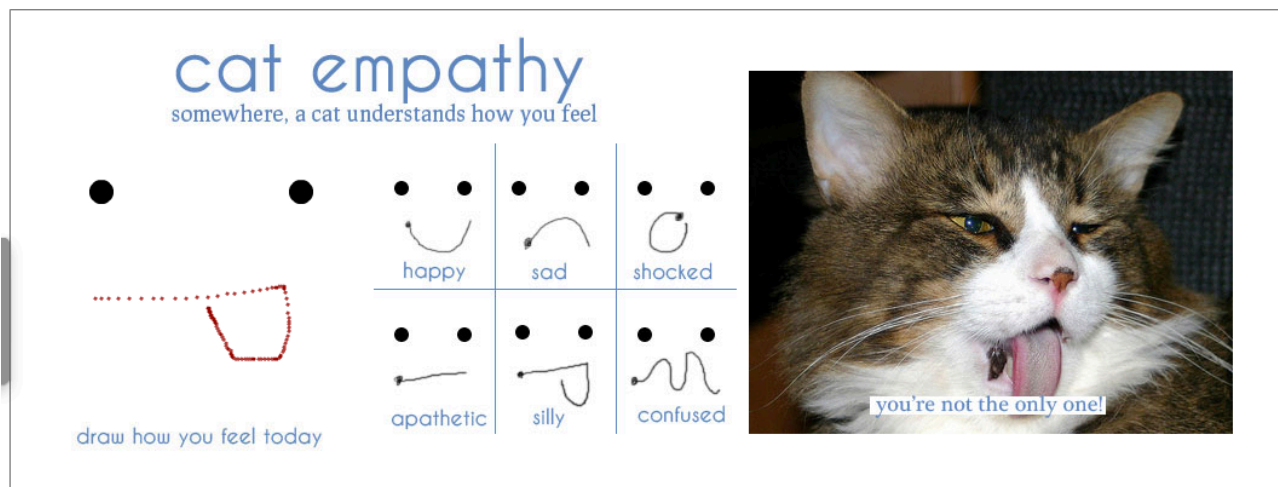 cat empathy
somewhere, a cat understands how you feel
happy
sad
shocked
apathetic
silly
confused
draw how you feel today
you're not the only one!